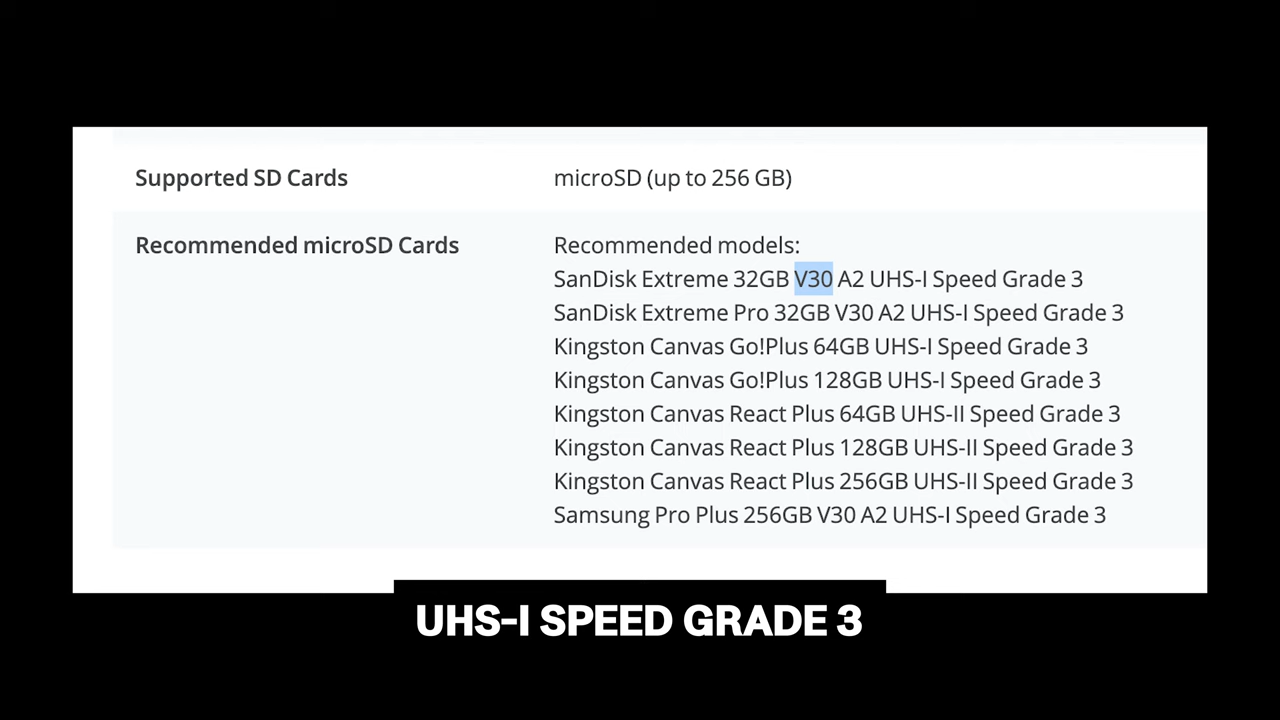 Supported SD Cards
microSD (up to 256 GB)
Recommended microSD Cards
Recommended models:
SanDisk Extreme 32GB V30 A2 UHS-I Speed Grade 3
SanDisk Extreme Pro 32GB V30 A2 UHS-I Speed Grade 3
Kingston Canvas Go!Plus 64GB UHS-I Speed Grade 3
Kingston Canvas Go!Plus 128GB UHS-I Speed Grade 3
Kingston Canvas React Plus 64GB UHS-II Speed Grade 3
Kingston Canvas React Plus 128GB UHS-II Speed Grade 3
Kingston Canvas React Plus 256GB UHS-II Speed Grade 3
Samsung Pro Plus 256GB V30 A2 UHS-I Speed Grade 3
UHS-I SPEED GRADE 3